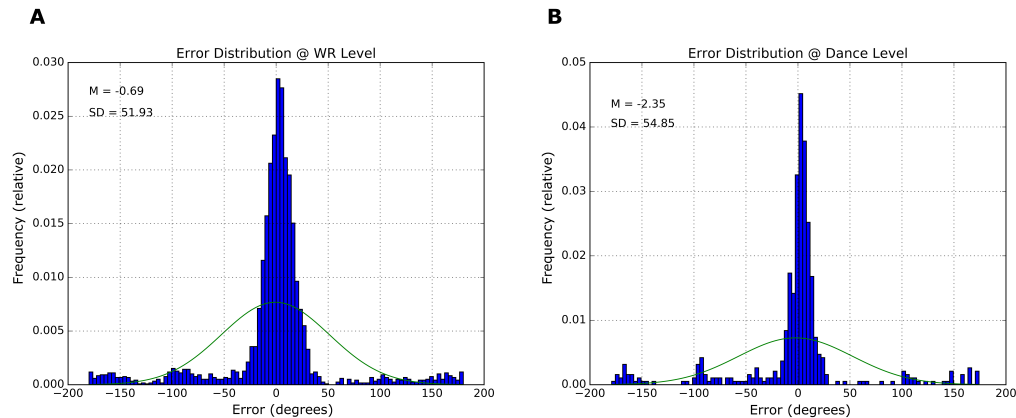 A
Error Distribution @ WR Level
M = -0.69
SD = 51.93
Frequency (relative)
0.030
0.025
0.020
0.015
0.010
0.005
0.000
−200 −150 −100 −50 0 50 100 150 200
Error (degrees)
B
Error Distribution @ Dance Level
M = -2.35
SD = 54.85
Frequency (relative)
0.05
0.04
0.03
0.02
0.01
0.00
−200 −150 −100 −50 0 50 100 150 200
Error (degrees)